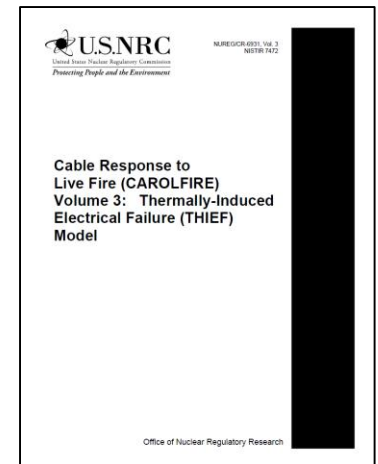 U.S.NRC
United States Nuclear Regulatory Commission
Protecting People and the Environment
NUREG/CR-6931, Vol. 3
NISTIR 7472
Cable Response to
Live Fire (CAROLFIRE)
Volume 3: Thermally-Induced
Electrical Failure (THIEF)
Model
Office of Nuclear Regulatory Research